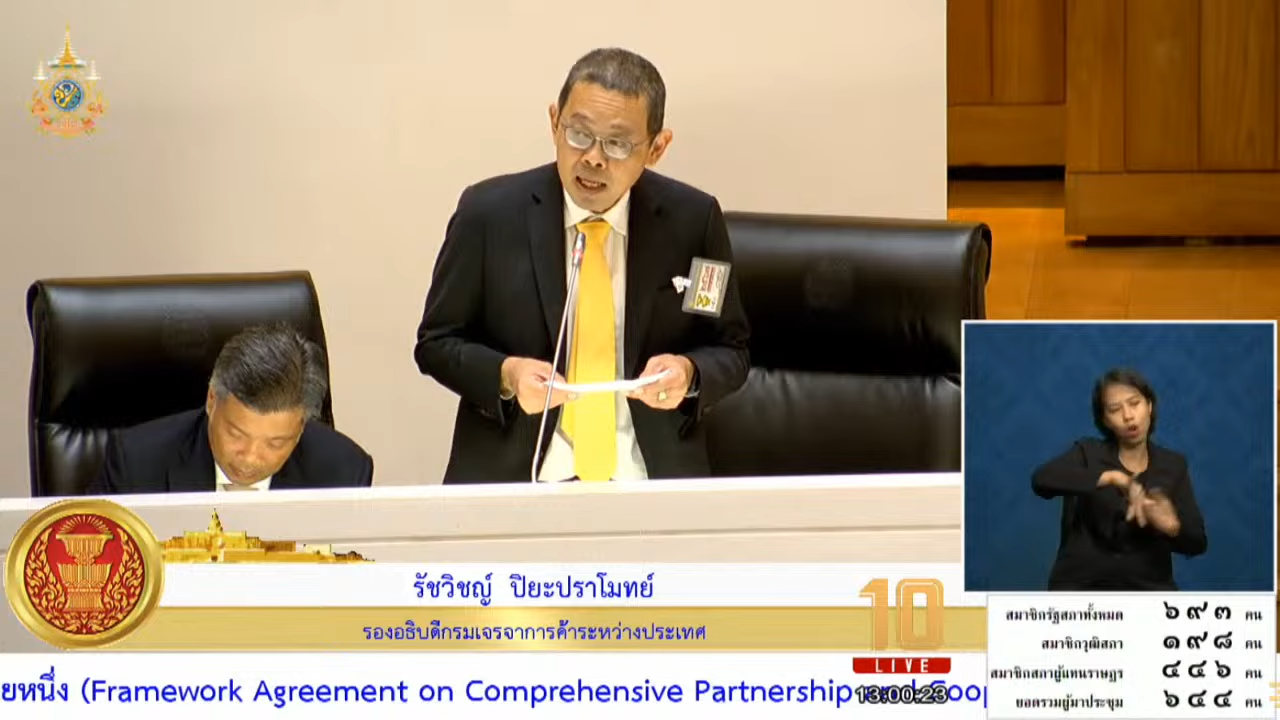 รัชวิชญ์ ปิยะปราโมทย์
รองอธิบดีกรมเจรจาการค้าระหว่างประเทศ
10
LIVE
13:00:23
ยหนึ่ง (Framework Agreement on Comprehensive Partnership and Coop
สมาชิกรัฐสภาทั้งหมด ๖๙๓ คน
สมาชิกวุฒิสภา ๑๙๘ คน
สมาชิกสภาผู้แทนราษฎร ๔๔๖ คน
ยอดรวมผู้มาประชุม ๖๔๔ คน